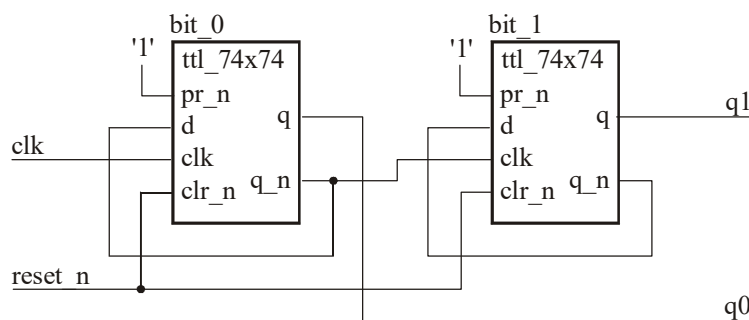 bit_0
bit_1
'1'
'1'
ttl_74x74
ttl_74x74
pr_n
pr_n
q1
d
q
d
q
clk
clk
clk
q_n
clr_n
q_n
clr_n
reset_n
q0